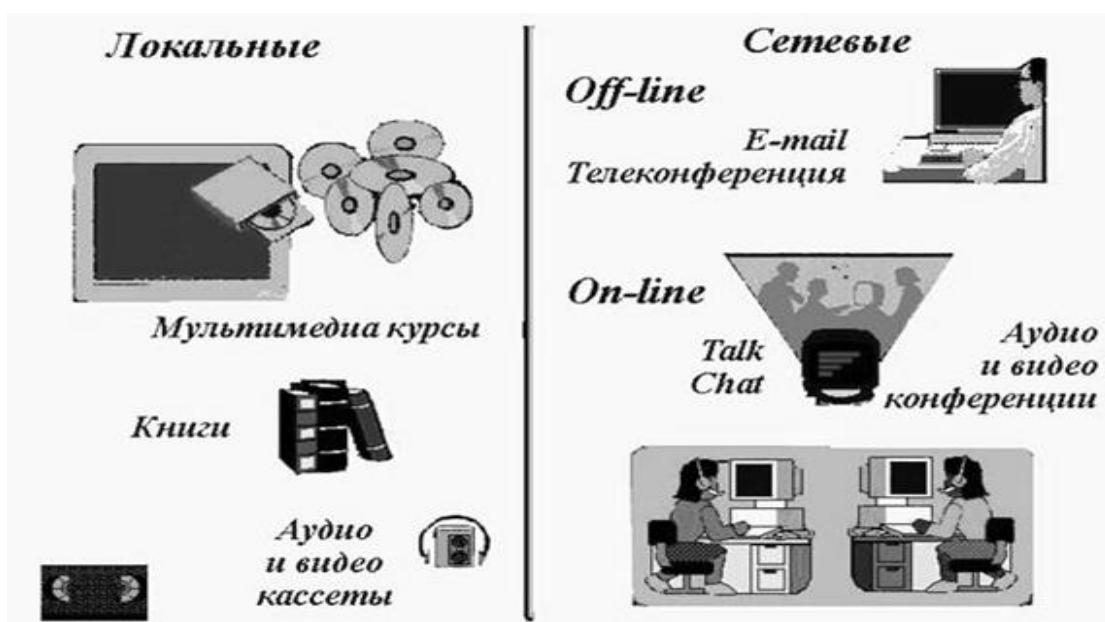 Локальные
Мультимедиа курсы
Книги
Аудио
и видео
кассеты
Сетевые
Off-line
E-mail
Телеконференция
On-line
Talk
Chat
Аудио
и видео
конференции